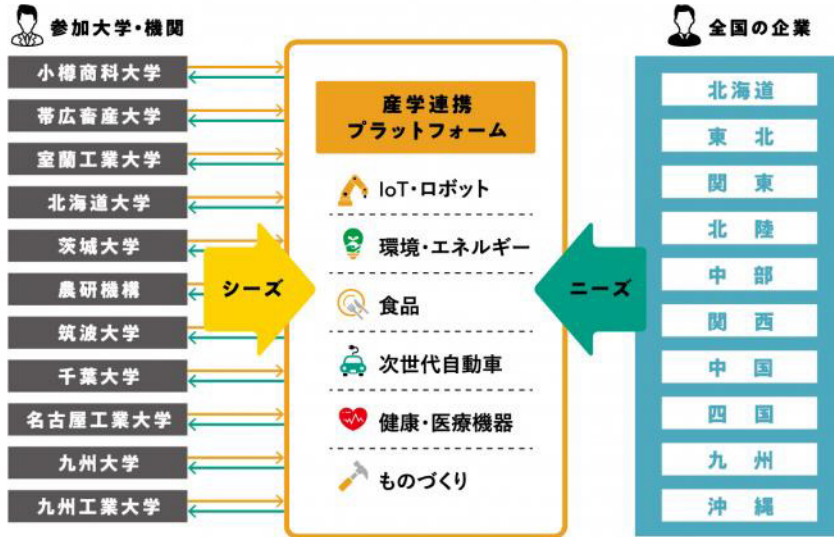 参加大学・機関
小樽商科大学
帯広畜産大学
室蘭工業大学
北海道大学
茨城大学
農研機構
筑波大学
千葉大学
名古屋工業大学
九州大学
九州工業大学
シーズ
産学連携
プラットフォーム
IoT・ロボット
環境・エネルギー
食品
次世代自動車
健康・医療機器
ものづくり
ニーズ
全国の企業
北海道
東北
関東
北陸
中部
関西
中国
四国
九州
沖縄